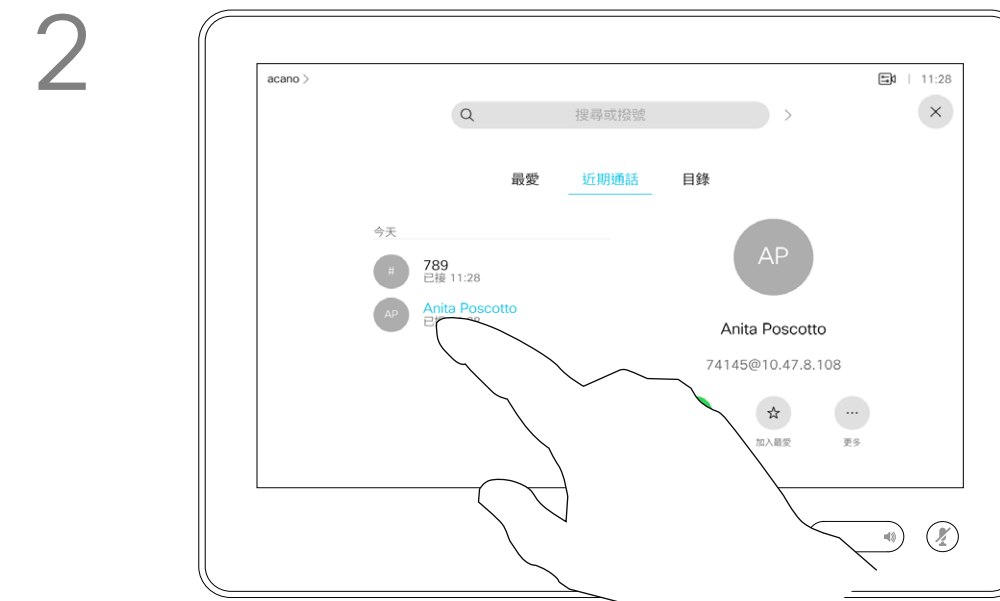 2
acano >
11:28
搜尋或撥號
最愛 近期通話 目錄
今天
#
789
已接 11:28
AP
Anita Poscotto
AP
Anita Poscotto
74145@10.47.8.108
加入最愛
更多